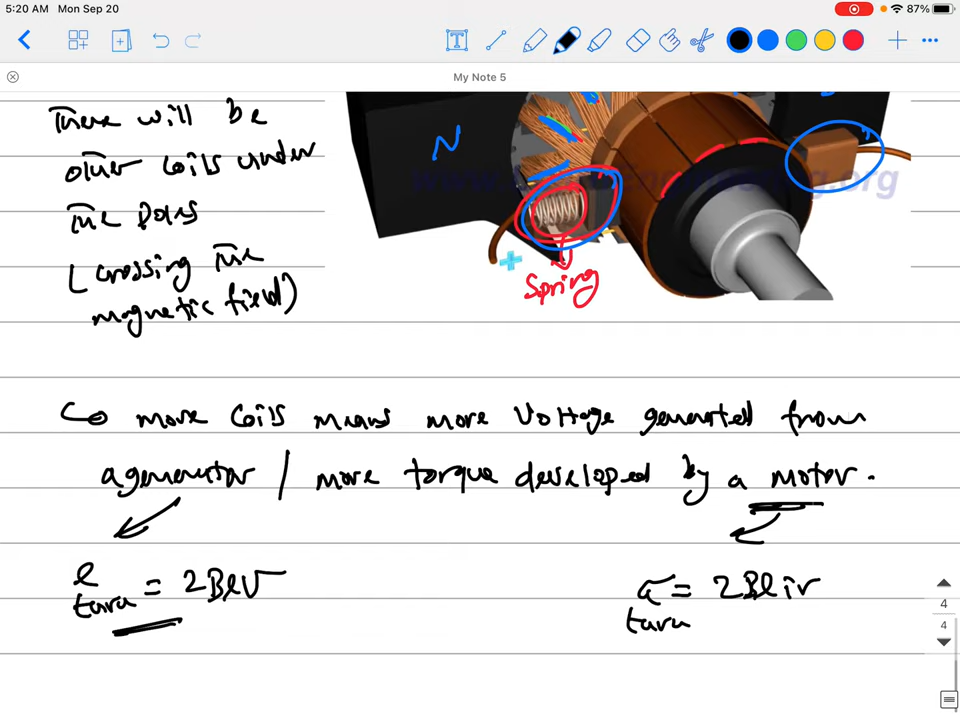 5:20 AM Mon Sep 20
87%
My Note 5
There will be
other coils under
the poles
(crossing the
magnetic field)
N
Spring
more coils means more voltage generated from
a generator / more torque developed by a motor.
e = 2Blv
τ = 2Blir
4
4